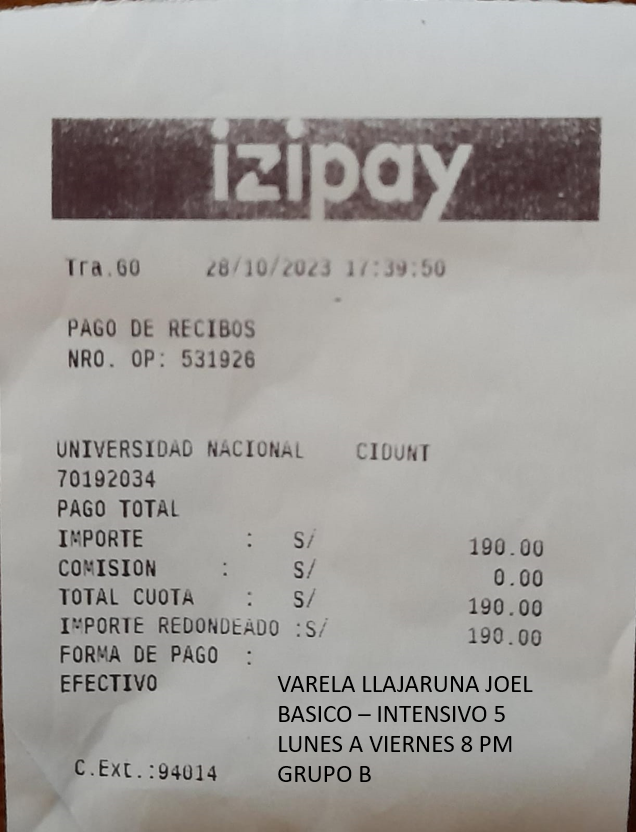 izipay
Tra.60 28/10/2023 17:39:50
PAGO DE RECIBOS
NRO. OP: 531926
UNIVERSIDAD NACIONAL CIDUNT
70192034
PAGO TOTAL
IMPORTE : S/ 190.00
COMISION : S/ 0.00
TOTAL CUOTA : S/ 190.00
IMPORTE REDONDEADO :S/ 190.00
FORMA DE PAGO :
EFECTIVO VARELA LLAJARUNA JOEL
BASICO – INTENSIVO 5
LUNES A VIERNES 8 PM
C.Ext.:94014 GRUPO B